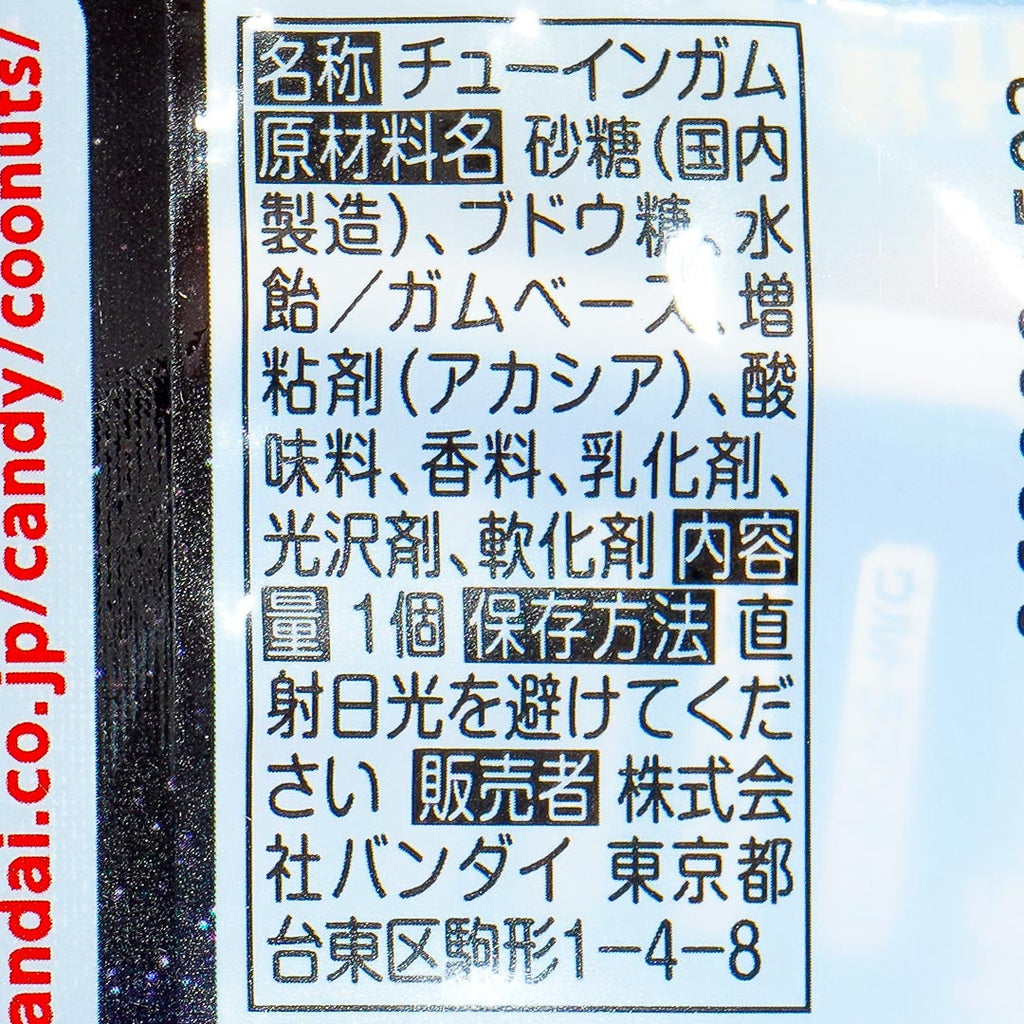 名称 チューインガム
原材料名 砂糖(国内
製造)、ブドウ糖、水
飴／ガムベース、増
粘剤(アカシア)、酸
味料、香料、乳化剤、
光沢剤、軟化剤 内容
量 1個 保存方法 直
射日光を避けてくだ
さい 販売者 株式会
社バンダイ 東京都
台東区駒形1-4-8
andai.co.jp/candy/coonuts/